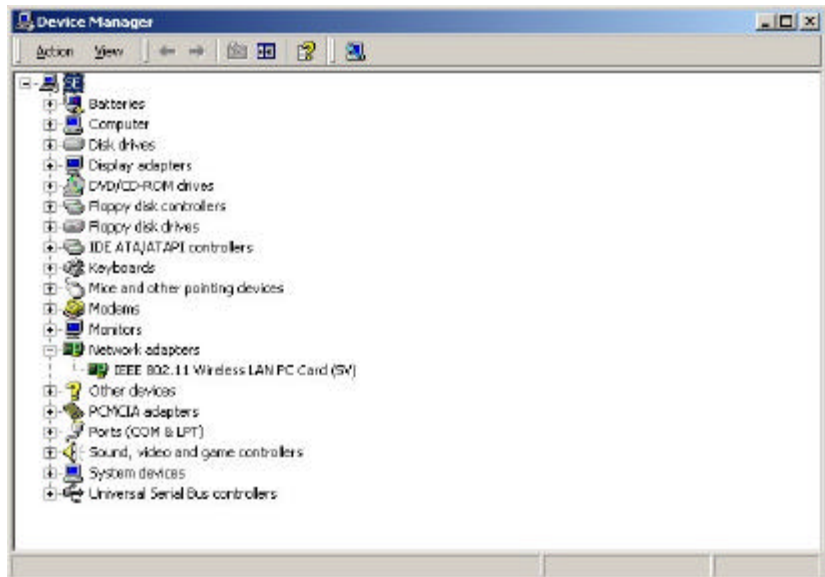 Device Manager
Action View
SE
Batteries
Computer
Disk drives
Display adapters
DVD/CD-ROM drives
Floppy disk controllers
Floppy disk drives
IDE ATA/ATAPI controllers
Keyboards
Mice and other pointing devices
Modems
Monitors
Network adapters
IEEE 802.11 Wireless LAN PC Card (5V)
Other devices
PCMCIA adapters
Ports (COM & LPT)
Sound, video and game controllers
System devices
Universal Serial Bus controllers